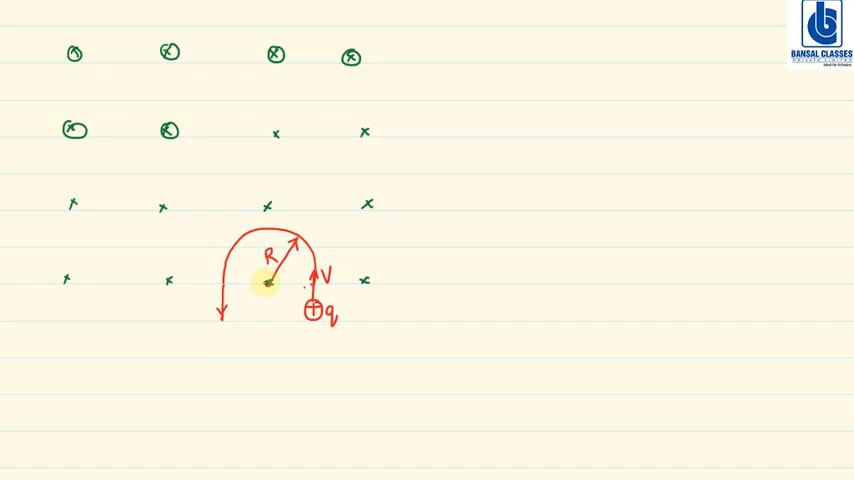 BANSAL CLASSES
PRIVATE LIMITED
Ideal for Scholars
R
V
q